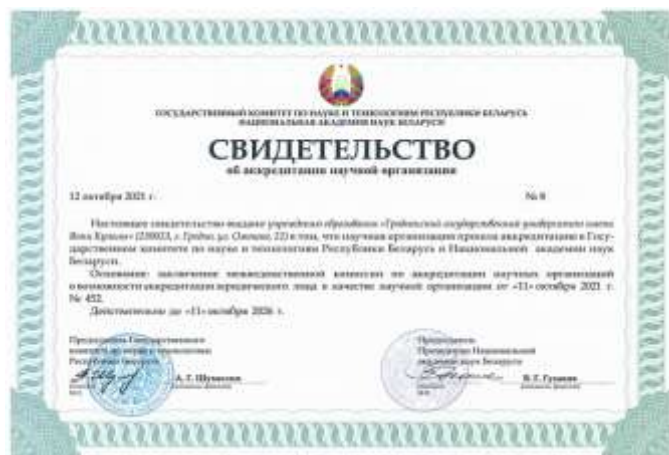 ГОСУДАРСТВЕННЫЙ КОМИТЕТ ПО НАУКЕ И ТЕХНОЛОГИЯМ РЕСПУБЛИКИ БЕЛАРУСЬ
НАЦИОНАЛЬНАЯ АКАДЕМИЯ НАУК БЕЛАРУСИ
СВИДЕТЕЛЬСТВО
об аккредитации научной организации
12 октября 2021 г. № 8
Настоящее свидетельство выдано учреждению образования «Гродненский государственный университет имени
Янки Купалы» (230023, г. Гродно, ул. Ожешко, 22) в том, что научная организация прошла аккредитацию в Госу-
дарственном комитете по науке и технологиям Республики Беларусь и Национальной академии наук
Беларуси.
Основание: заключение межведомственной комиссии по аккредитации научных организаций
о возможности аккредитации юридического лица в качестве научной организации от «11» октября 2021 г.
№ 452.
Действительно до «11» октября 2026 г.
Председатель Государственного
комитета по науке и технологиям
Республики Беларусь
А. Г. Шумилин
Председатель
Президиума Национальной
академии наук Беларуси
В. Г. Гусаков